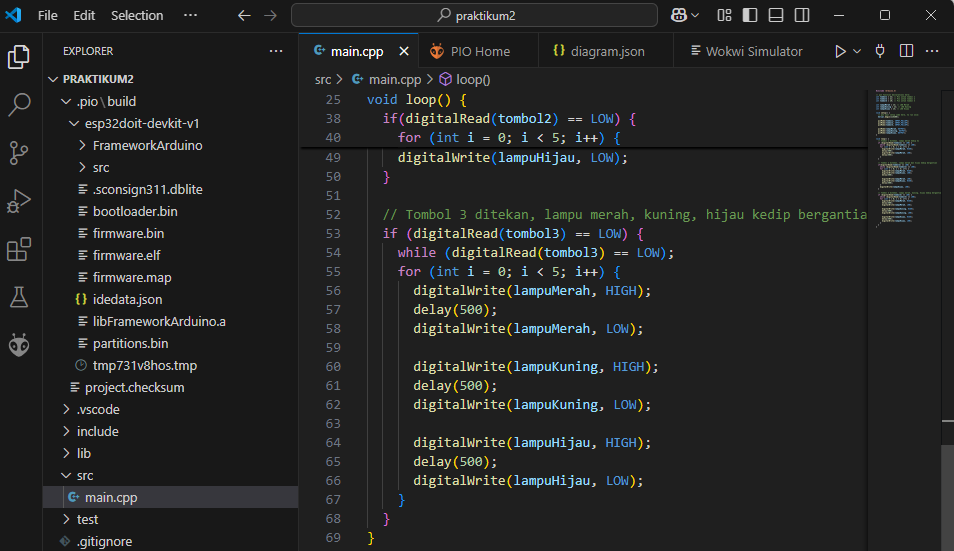 File Edit Selection ··· praktikum2
EXPLORER ···
PRAKTIKUM2
.pio\build
esp32doit-devkit-v1
FrameworkArduino
src
.sconsign311.dblite
bootloader.bin
firmware.bin
firmware.elf
firmware.map
idedata.json
libFrameworkArduino.a
partitions.bin
tmp731v8hos.tmp
project.checksum
.vscode
include
lib
src
main.cpp
test
.gitignore
main.cpp PIO Home diagram.json Wokwi Simulator ···
src > main.cpp > loop()
25 void loop() {
38 if(digitalRead(tombol2) == LOW) {
40 for (int i = 0; i < 5; i++) {
49 digitalWrite(lampuHijau, LOW);
50 }
51
52 // Tombol 3 ditekan, lampu merah, kuning, hijau kedip bergantia
53 if (digitalRead(tombol3) == LOW) {
54 while (digitalRead(tombol3) == LOW);
55 for (int i = 0; i < 5; i++) {
56 digitalWrite(lampuMerah, HIGH);
57 delay(500);
58 digitalWrite(lampuMerah, LOW);
59
60 digitalWrite(lampuKuning, HIGH);
61 delay(500);
62 digitalWrite(lampuKuning, LOW);
63
64 digitalWrite(lampuHijau, HIGH);
65 delay(500);
66 digitalWrite(lampuHijau, LOW);
67 }
68 }
69 }